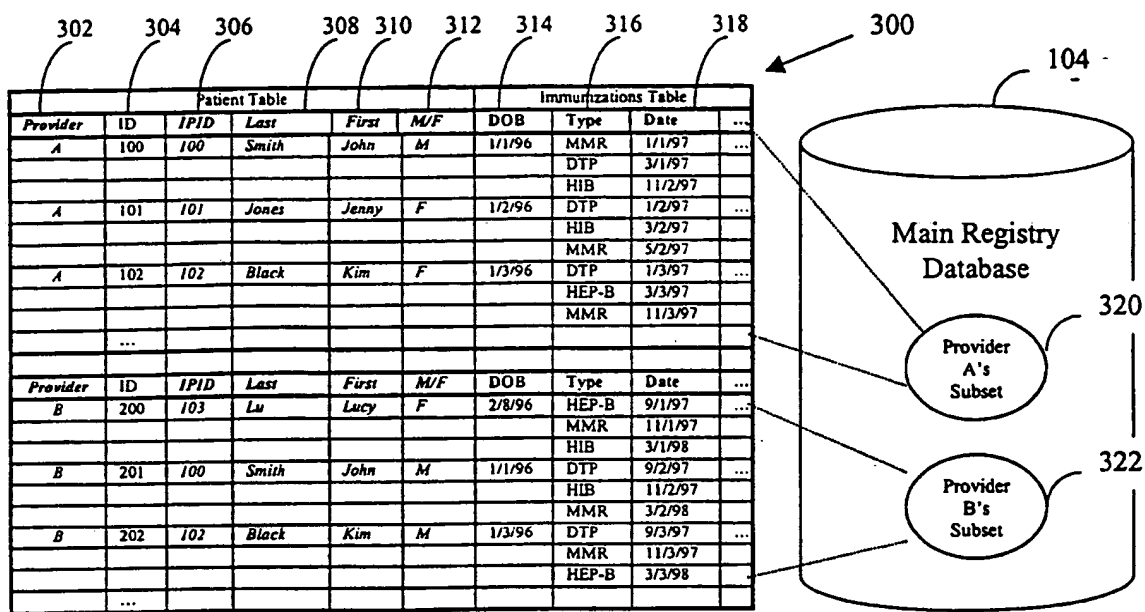 302 304 306 308 310 312 314 316 318 300
104
Patient Table Immunizations Table
Provider ID IPID Last First M/F DOB Type Date ...
A 100 100 Smith John M 1/1/96 MMR 1/1/97 ...
DTP 3/1/97
HIB 11/2/97
A 101 101 Jones Jenny F 1/2/96 DTP 1/2/97 ...
HIB 3/2/97
MMR 5/2/97
A 102 102 Black Kim F 1/3/96 DTP 1/3/97 ...
HEP-B 3/3/97
MMR 11/3/97
...
Provider ID IPID Last First M/F DOB Type Date ...
B 200 103 Lu Lucy F 2/8/96 HEP-B 9/1/97 ...
MMR 11/1/97
HIB 3/1/98
B 201 100 Smith John M 1/1/96 DTP 9/2/97 ...
HIB 11/2/97
MMR 3/2/98
B 202 102 Black Kim M 1/3/96 DTP 9/3/97 ...
MMR 11/3/97
HEP-B 3/3/98
...
Main Registry
Database
320
Provider
A's
Subset
322
Provider
B's
Subset